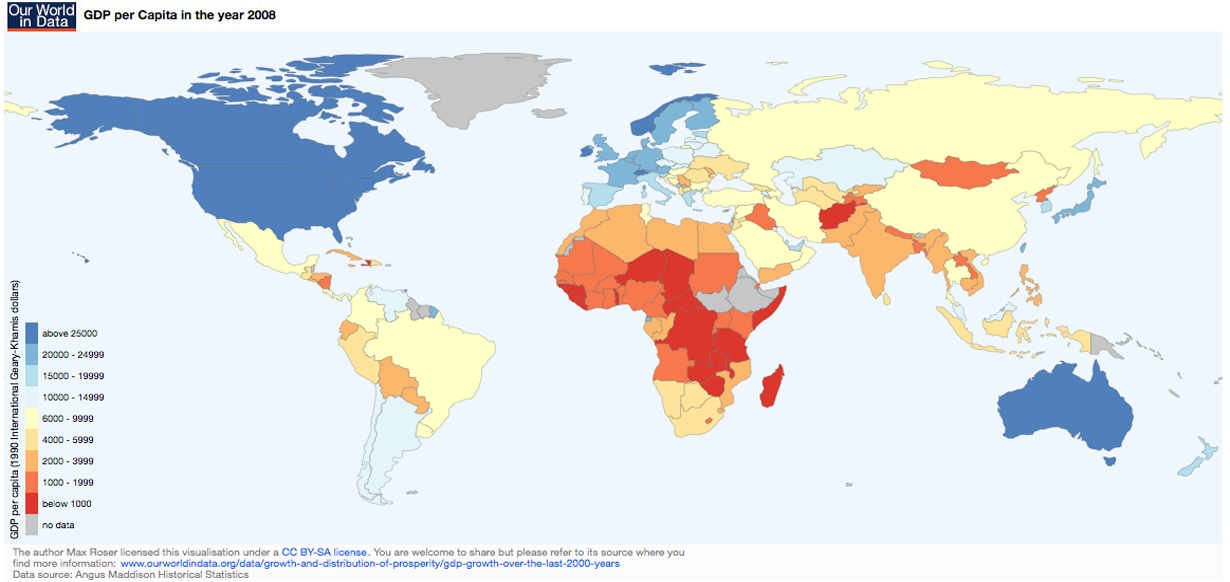 Our World
in Data
GDP per Capita in the year 2008
GDP per capita (1990 International Geary-Khamis dollars)
above 25000
20000 - 24999
15000 - 19999
10000 - 14999
6000 - 9999
4000 - 5999
2000 - 3999
1000 - 1999
below 1000
no data
The author Max Roser licensed this visualisation under a CC BY-SA license. You are welcome to share but please refer to its source where you
find more information: www.ourworldindata.org/data/growth-and-distribution-of-prosperity/gdp-growth-over-the-last-2000-years
Data source: Angus Maddison Historical Statistics